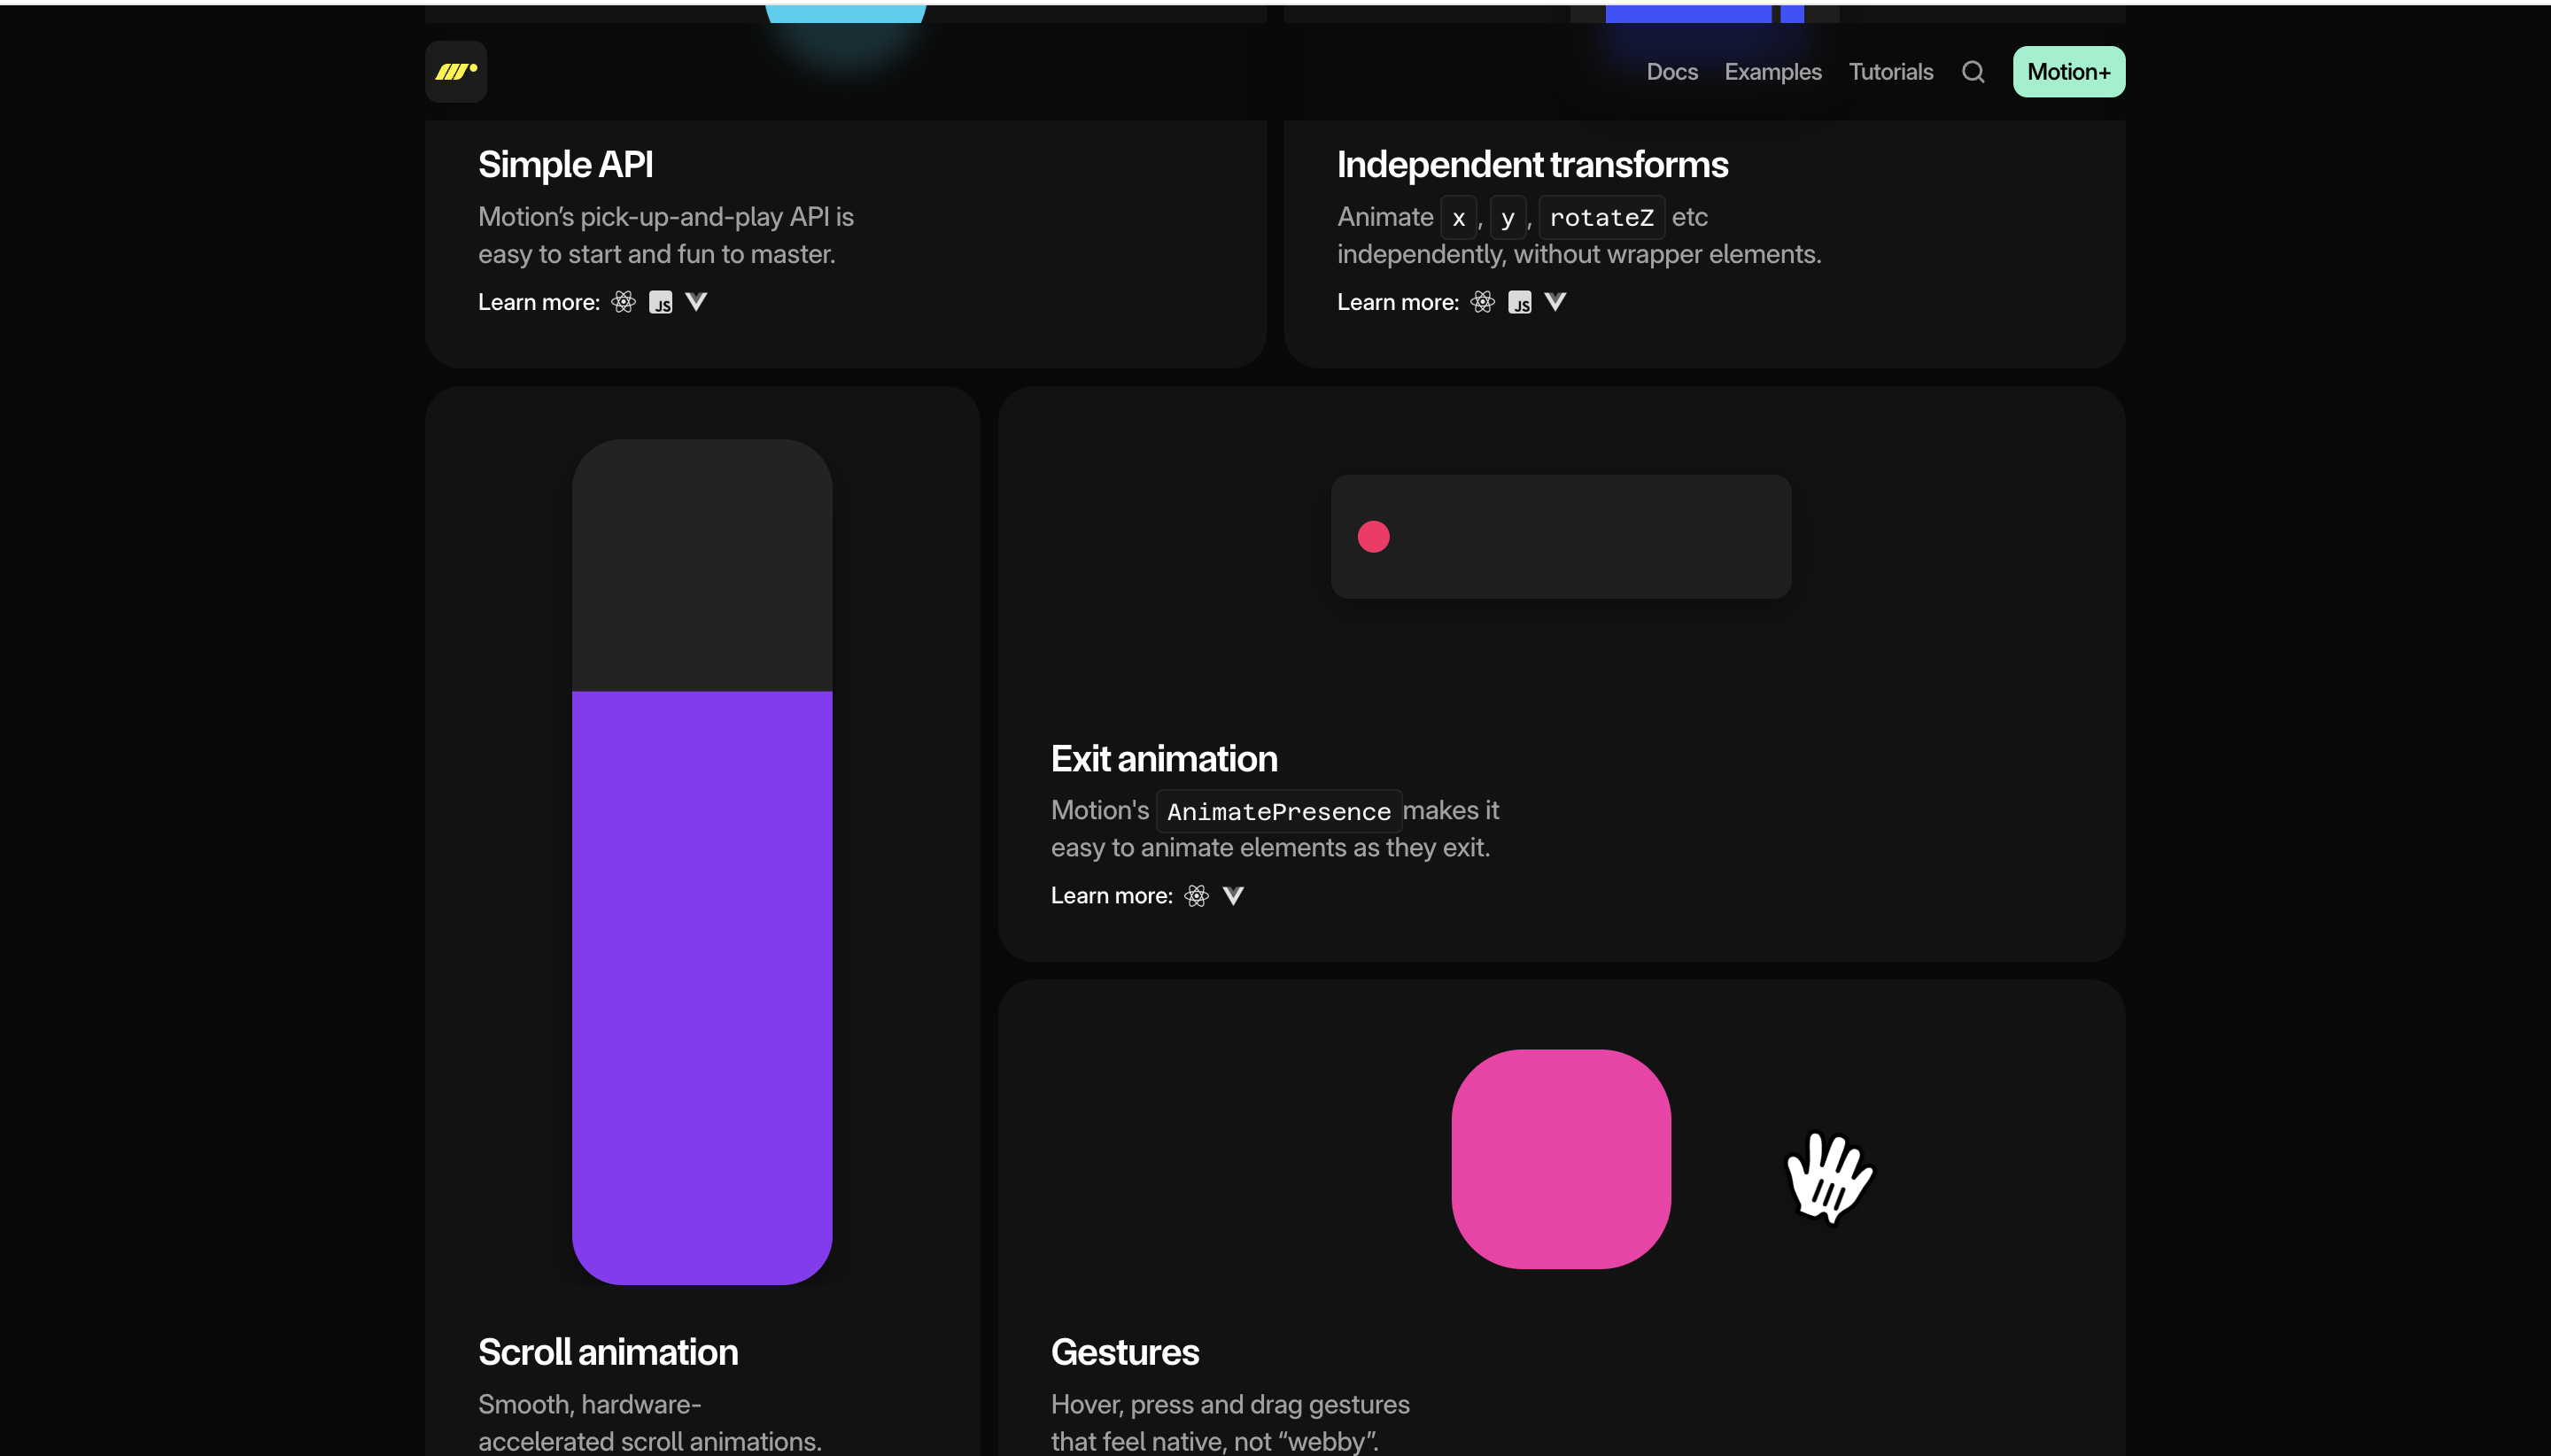 Docs Examples Tutorials Motion+
Simple API
Motion’s pick-up-and-play API is
easy to start and fun to master.
Learn more: JS
Independent transforms
Animate x, y, rotateZ etc
independently, without wrapper elements.
Learn more: JS
Exit animation
Motion's AnimatePresence makes it
easy to animate elements as they exit.
Learn more:
Scroll animation
Smooth, hardware-
accelerated scroll animations.
Gestures
Hover, press and drag gestures
that feel native, not “webby”.